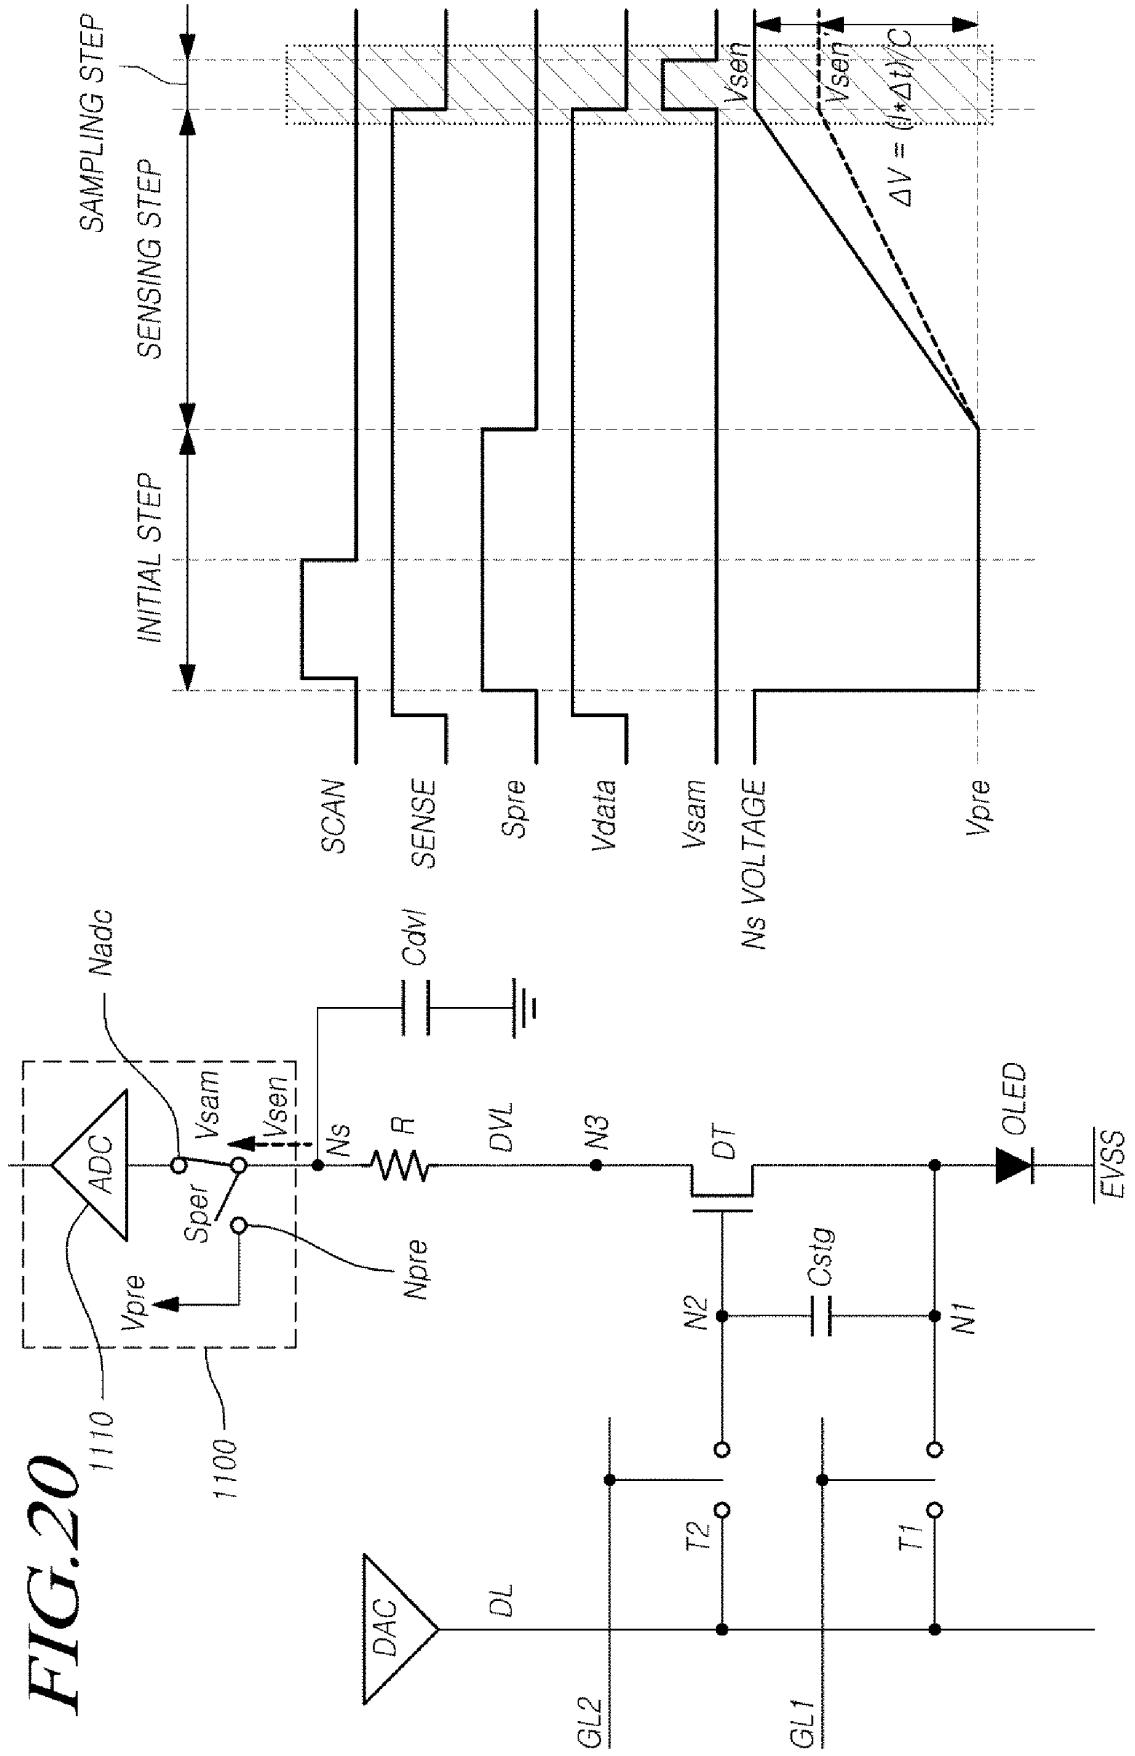 FIG.20
1110
1100
Vpre
ADC
Nadc
Sper
Vsam
Vsen
Npre
Ns
Cdvl
R
DVL
N3
DT
N2
Cstg
N1
OLED
EVSS
DAC
DL
GL2
T2
GL1
T1
SAMPLING STEP
INITIAL STEP
SENSING STEP
SCAN
SENSE
Spre
Vdata
Vsam
Ns VOLTAGE
Vpre
Vsen
Vsen'
ΔV = (I*Δt)/C